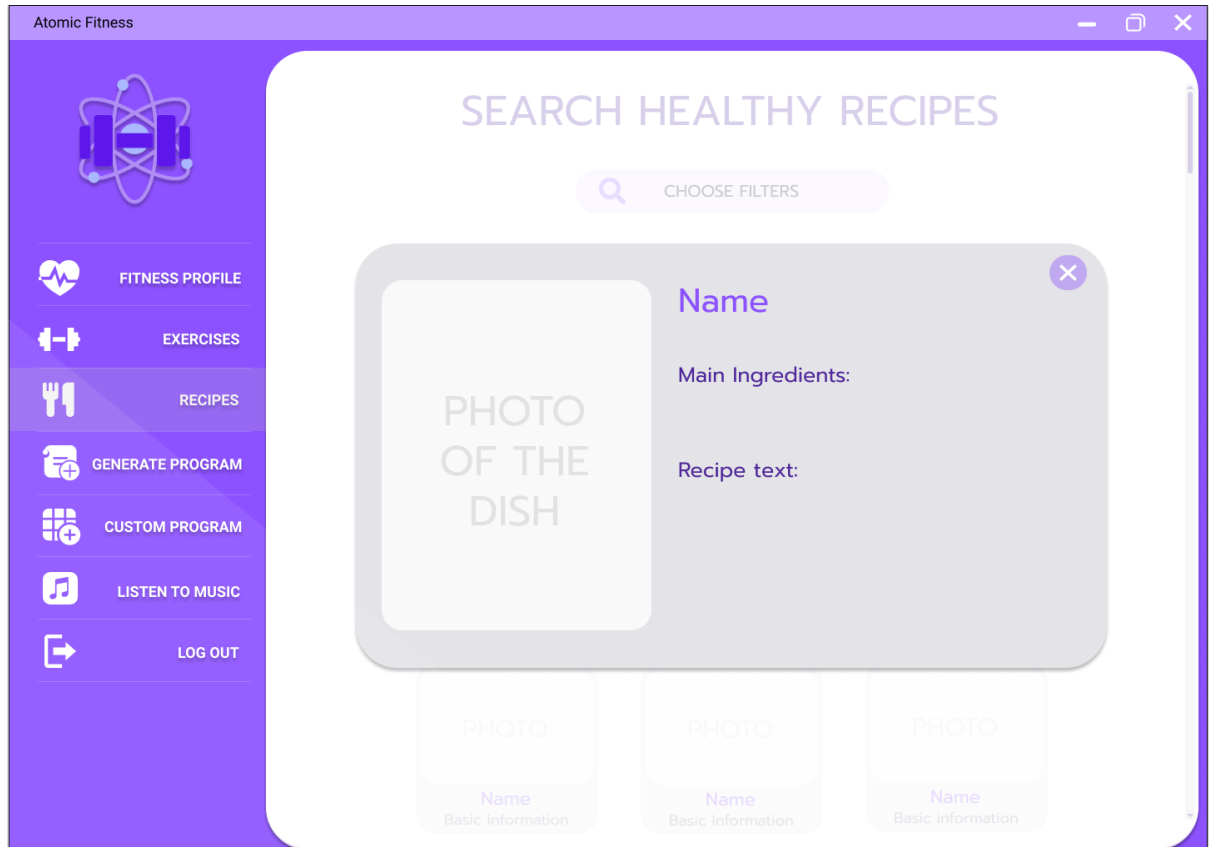 Atomic Fitness
SEARCH HEALTHY RECIPES
CHOOSE FILTERS
FITNESS PROFILE
EXERCISES
RECIPES
GENERATE PROGRAM
CUSTOM PROGRAM
LISTEN TO MUSIC
LOG OUT
Name
Main Ingredients:
Recipe text:
PHOTO
OF THE
DISH
PHOTO
Name
Basic information
PHOTO
Name
Basic information
PHOTO
Name
Basic information